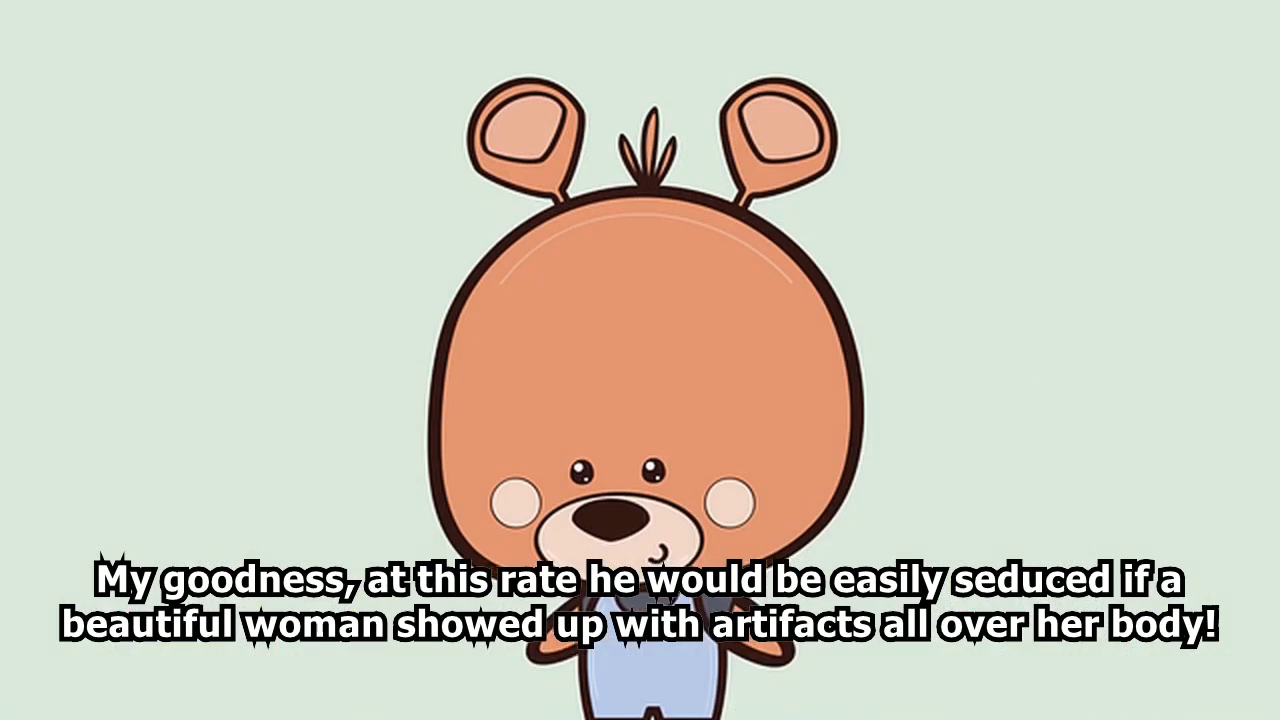 My goodness, at this rate he would be easily seduced if a
beautiful woman showed up with artifacts all over her body!